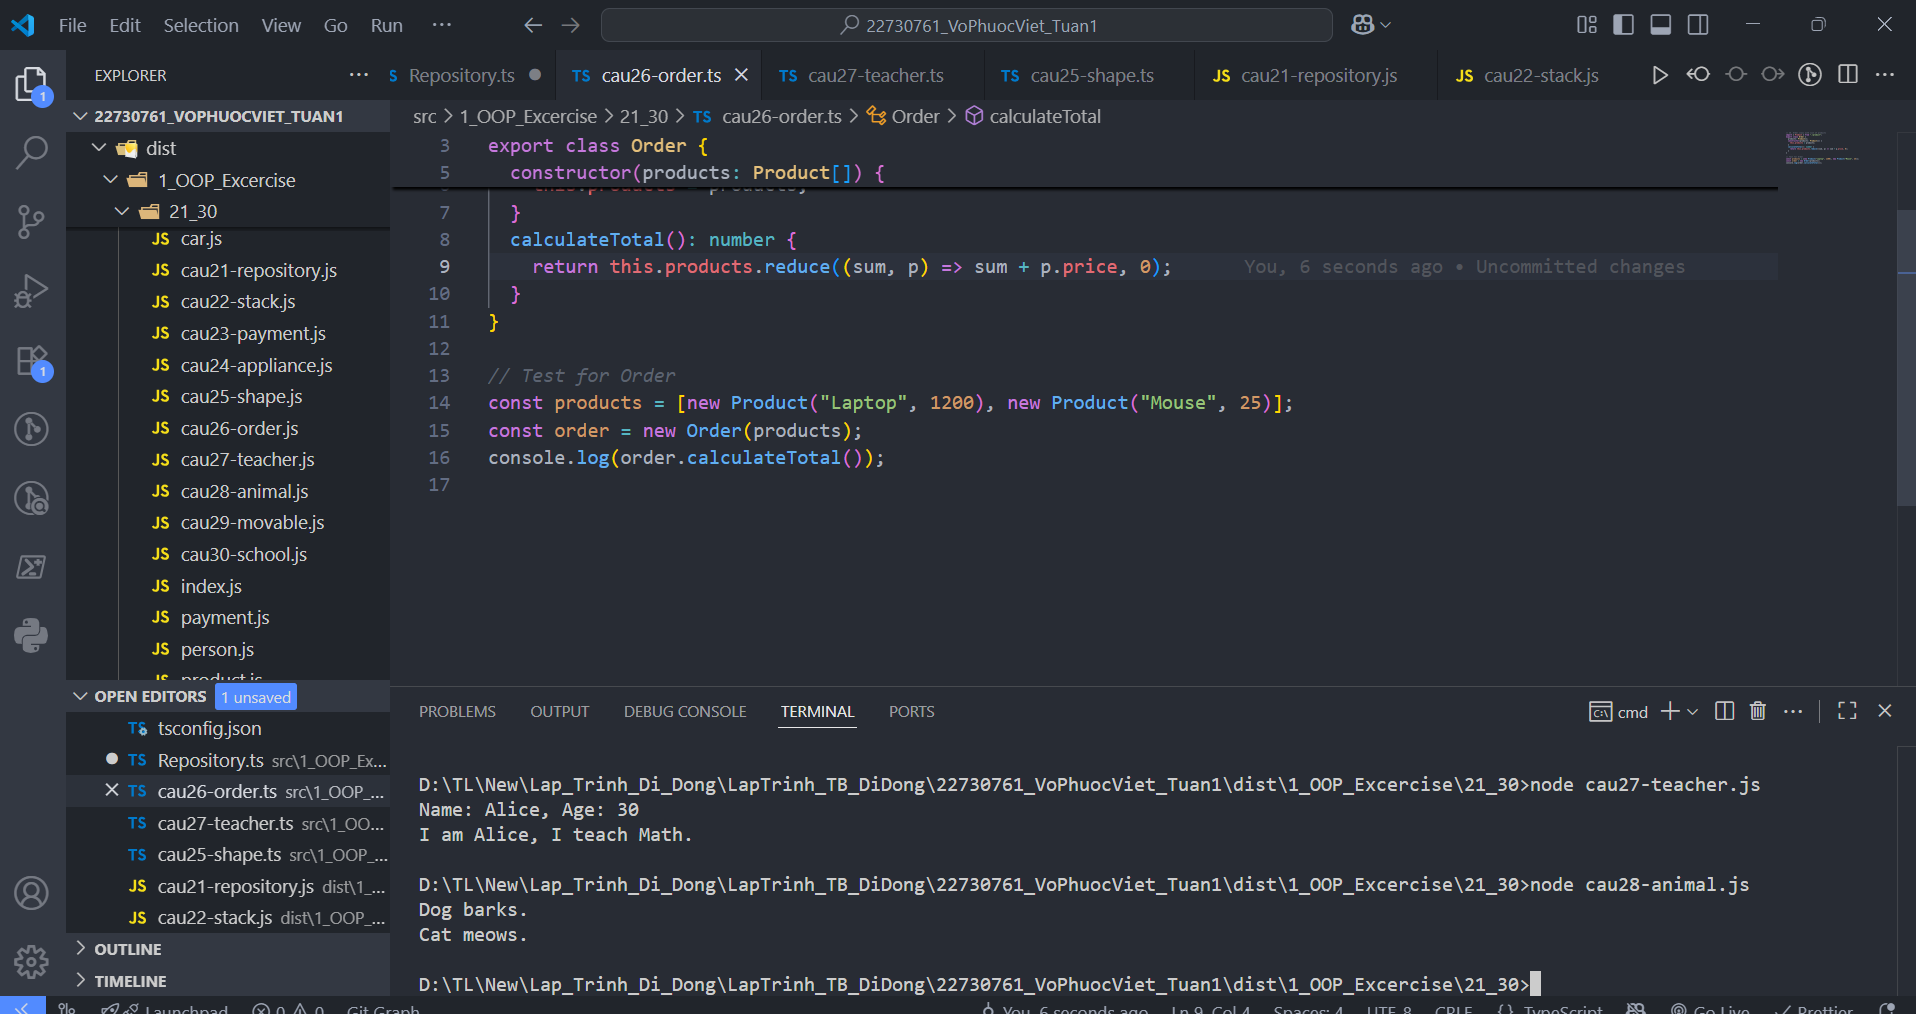 File Edit Selection View Go Run ··· 22730761_VoPhuocViet_Tuan1
EXPLORER ··· Repository.ts TS cau26-order.ts TS cau27-teacher.ts TS cau25-shape.ts JS cau21-repository.js JS cau22-stack.js
22730761_VOPHUOCVIET_TUAN1
dist
1_OOP_Excercise
21_30
JS car.js
JS cau21-repository.js
JS cau22-stack.js
JS cau23-payment.js
JS cau24-appliance.js
JS cau25-shape.js
JS cau26-order.js
JS cau27-teacher.js
JS cau28-animal.js
JS cau29-movable.js
JS cau30-school.js
JS index.js
JS payment.js
JS person.js
JS product.js
OPEN EDITORS 1 unsaved
TS tsconfig.json
TS Repository.ts src\1_OOP_Ex...
TS cau26-order.ts src\1_OOP_...
TS cau27-teacher.ts src\1_OO...
TS cau25-shape.ts src\1_OOP_...
JS cau21-repository.js dist\1_...
JS cau22-stack.js dist\1_OOP_...
OUTLINE
TIMELINE
1
1
src > 1_OOP_Excercise > 21_30 > TS cau26-order.ts > Order > calculateTotal
3 export class Order {
5 constructor(products: Product[]) {
this.products = products;
7 }
8 calculateTotal(): number {
9 return this.products.reduce((sum, p) => sum + p.price, 0); You, 6 seconds ago • Uncommitted changes
10 }
11 }
12
13 // Test for Order
14 const products = [new Product("Laptop", 1200), new Product("Mouse", 25)];
15 const order = new Order(products);
16 console.log(order.calculateTotal());
17
PROBLEMS OUTPUT DEBUG CONSOLE TERMINAL PORTS cmd
D:\TL\New\Lap_Trinh_Di_Dong\LapTrinh_TB_DiDong\22730761_VoPhuocViet_Tuan1\dist\1_OOP_Excercise\21_30>node cau27-teacher.js
Name: Alice, Age: 30
I am Alice, I teach Math.
D:\TL\New\Lap_Trinh_Di_Dong\LapTrinh_TB_DiDong\22730761_VoPhuocViet_Tuan1\dist\1_OOP_Excercise\21_30>node cau28-animal.js
Dog barks.
Cat meows.
D:\TL\New\Lap_Trinh_Di_Dong\LapTrinh_TB_DiDong\22730761_VoPhuocViet_Tuan1\dist\1_OOP_Excercise\21_30>
Launchpad 0 0 Git Graph You, 6 seconds ago Ln 9, Col 4 Spaces: 4 UTF-8 CRLF {} TypeScript Go Live Prettier